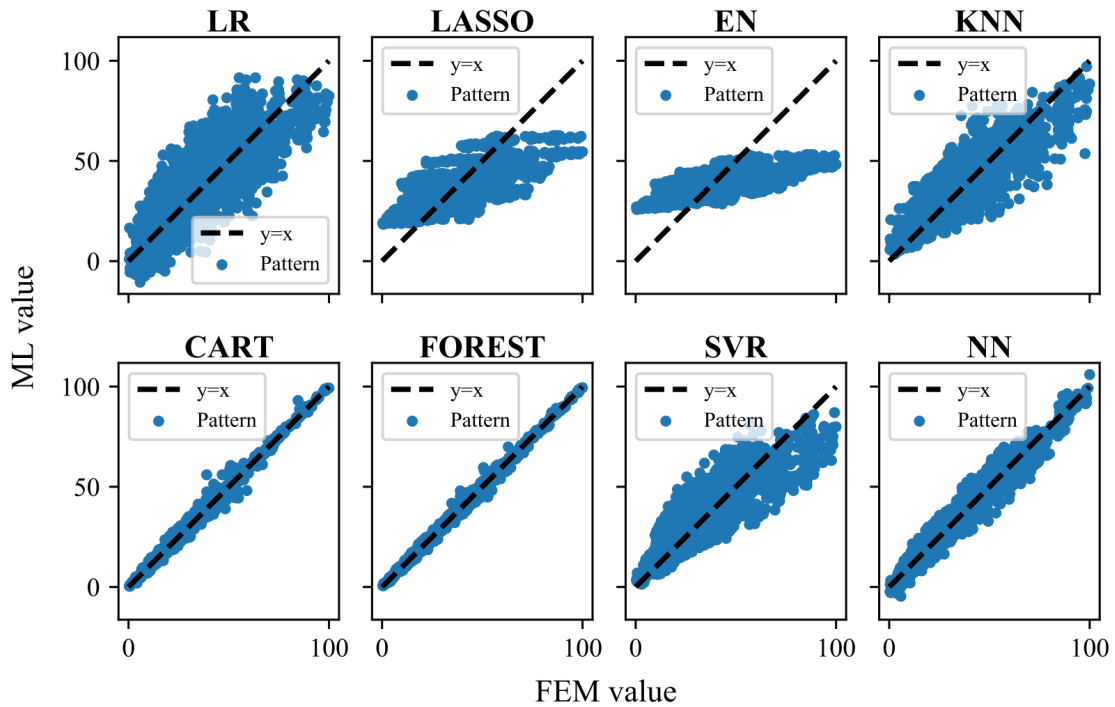 LR
LASSO
EN
KNN
100
50
0
y=x
Pattern
y=x
Pattern
y=x
Pattern
y=x
Pattern
ML value
CART
FOREST
SVR
NN
100
50
0
y=x
Pattern
y=x
Pattern
y=x
Pattern
y=x
Pattern
0
100
0
100
0
100
0
100
FEM value